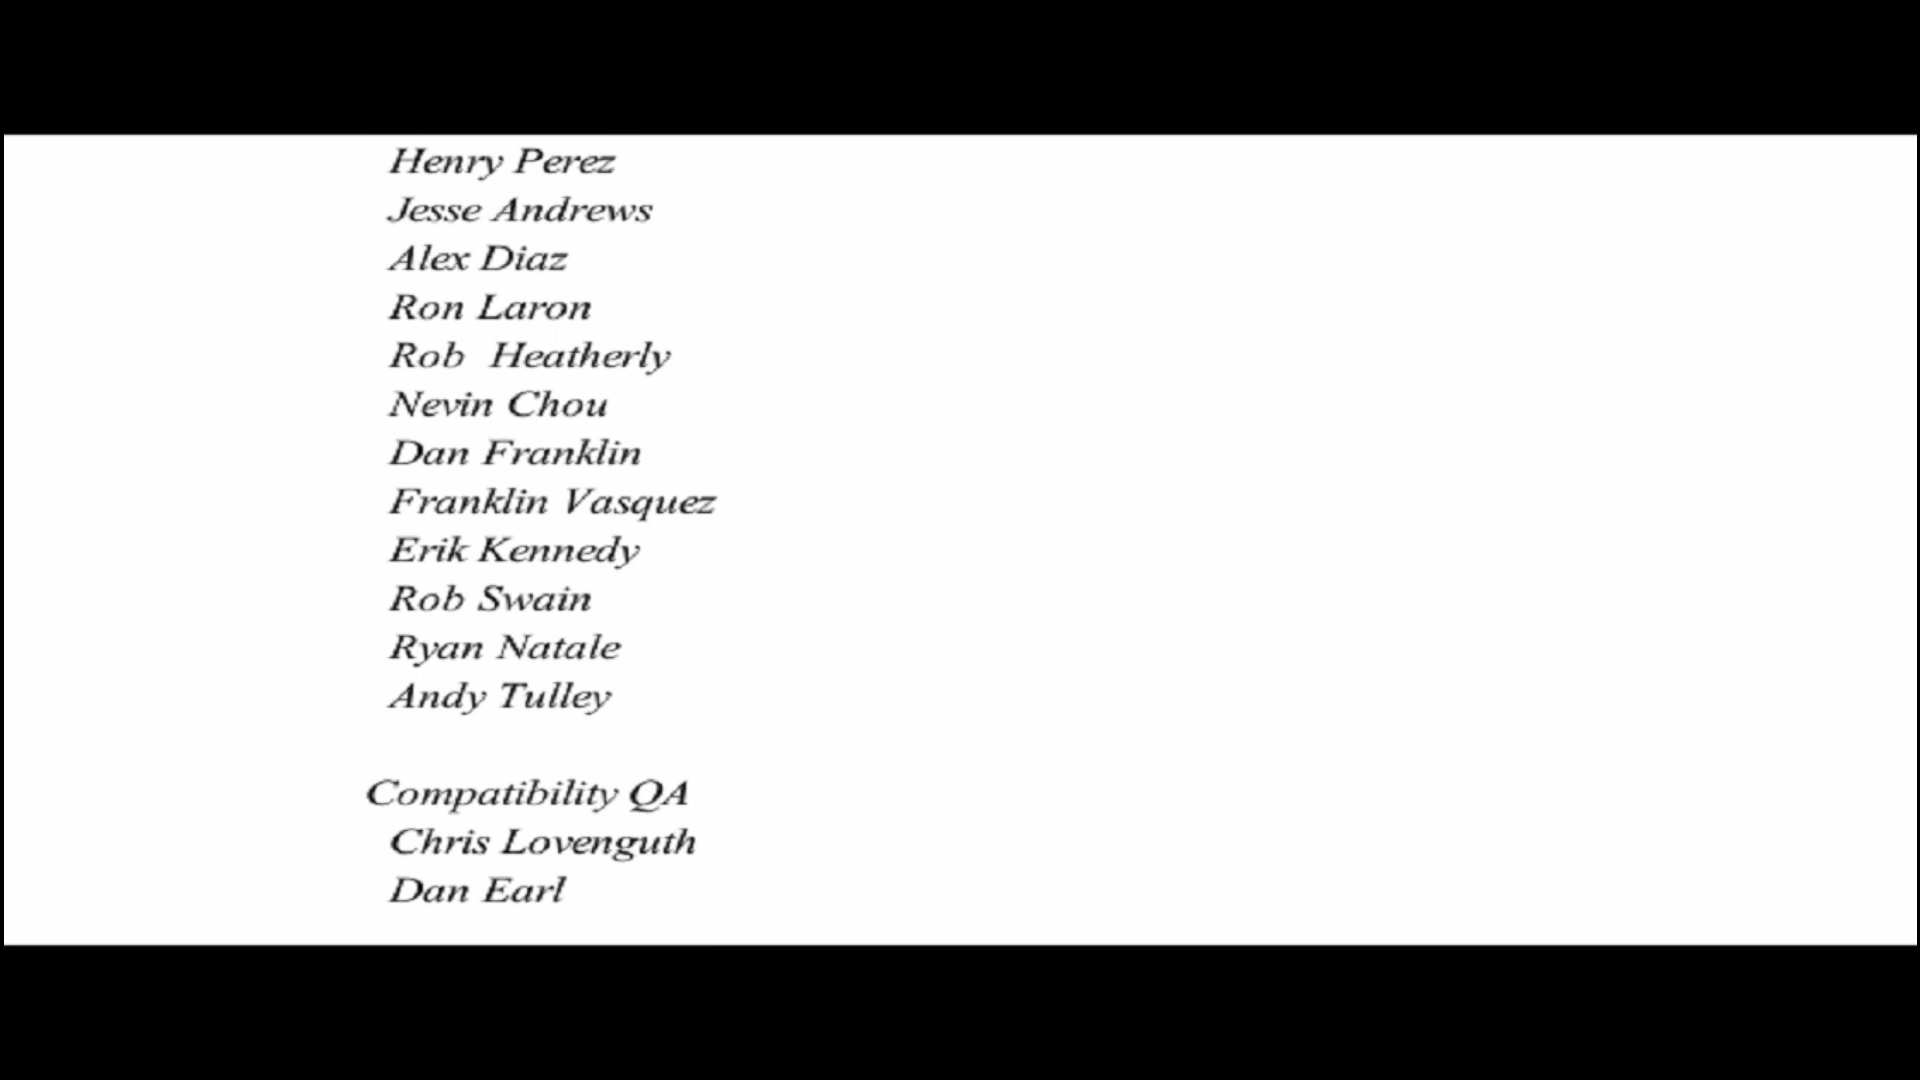 Henry Perez
Jesse Andrews
Alex Diaz
Ron Laron
Rob  Heatherly
Nevin Chou
Dan Franklin
Franklin Vasquez
Erik Kennedy
Rob Swain
Ryan Natale
Andy Tulley
Compatibility QA
Chris Lovenguth
Dan Earl